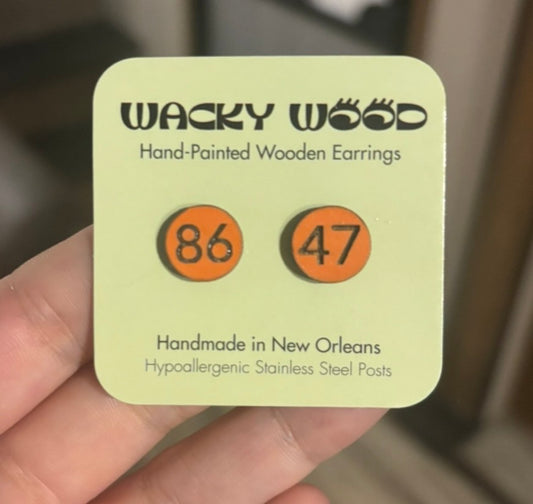 WACKY WOOD
Hand-Painted Wooden Earrings
86 47
Handmade in New Orleans
Hypoallergenic Stainless Steel Posts